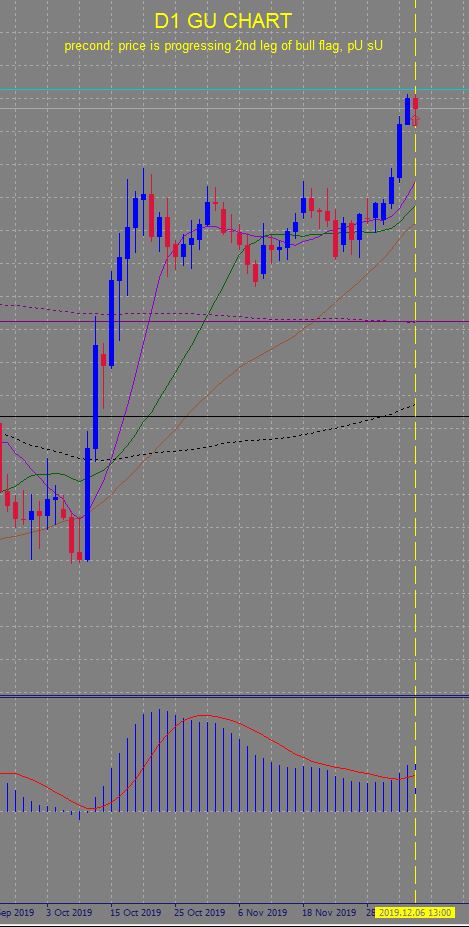 D1 GU CHART
precond; price is progressing 2nd leg of bull flag, pU sU
Sep 2019 3 Oct 2019 15 Oct 2019 25 Oct 2019 6 Nov 2019 18 Nov 2019 28 2019.12.06 13:00